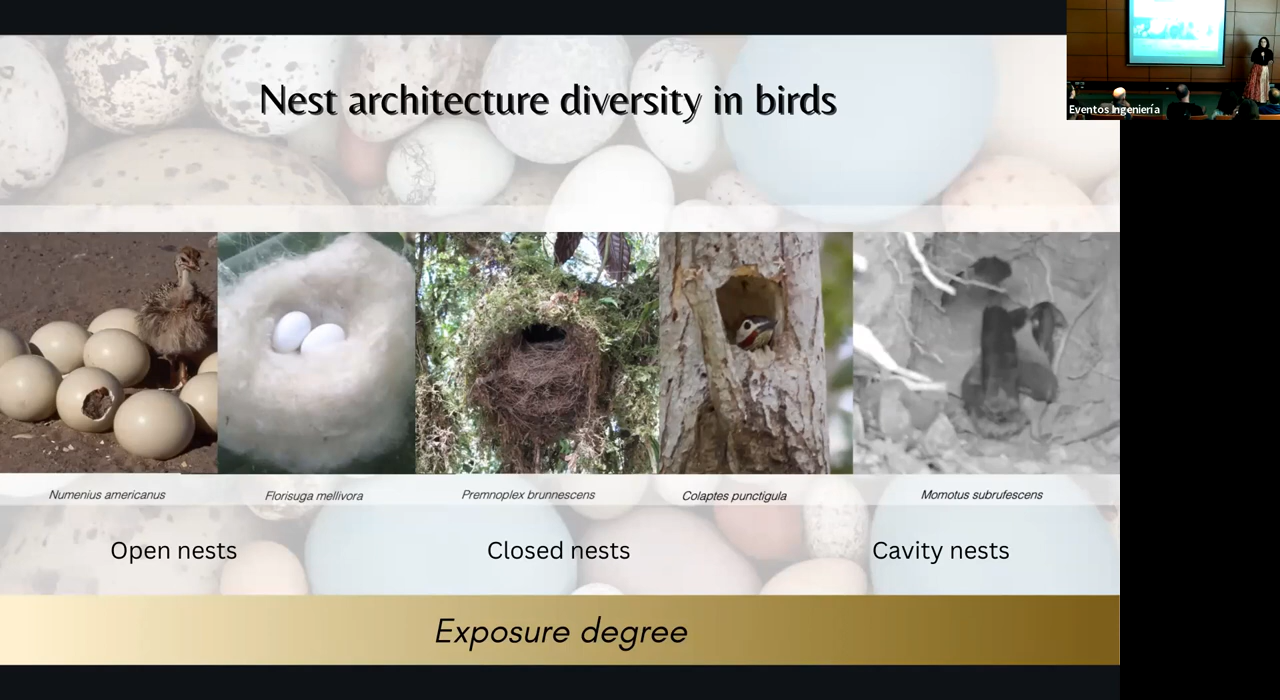 Nest architecture diversity in birds
Eventos Ingeniería
Numenius americanus
Florisuga mellivora
Premnoplex brunnescens
Colaptes punctigula
Momotus subrufescens
Open nests
Closed nests
Cavity nests
Exposure degree